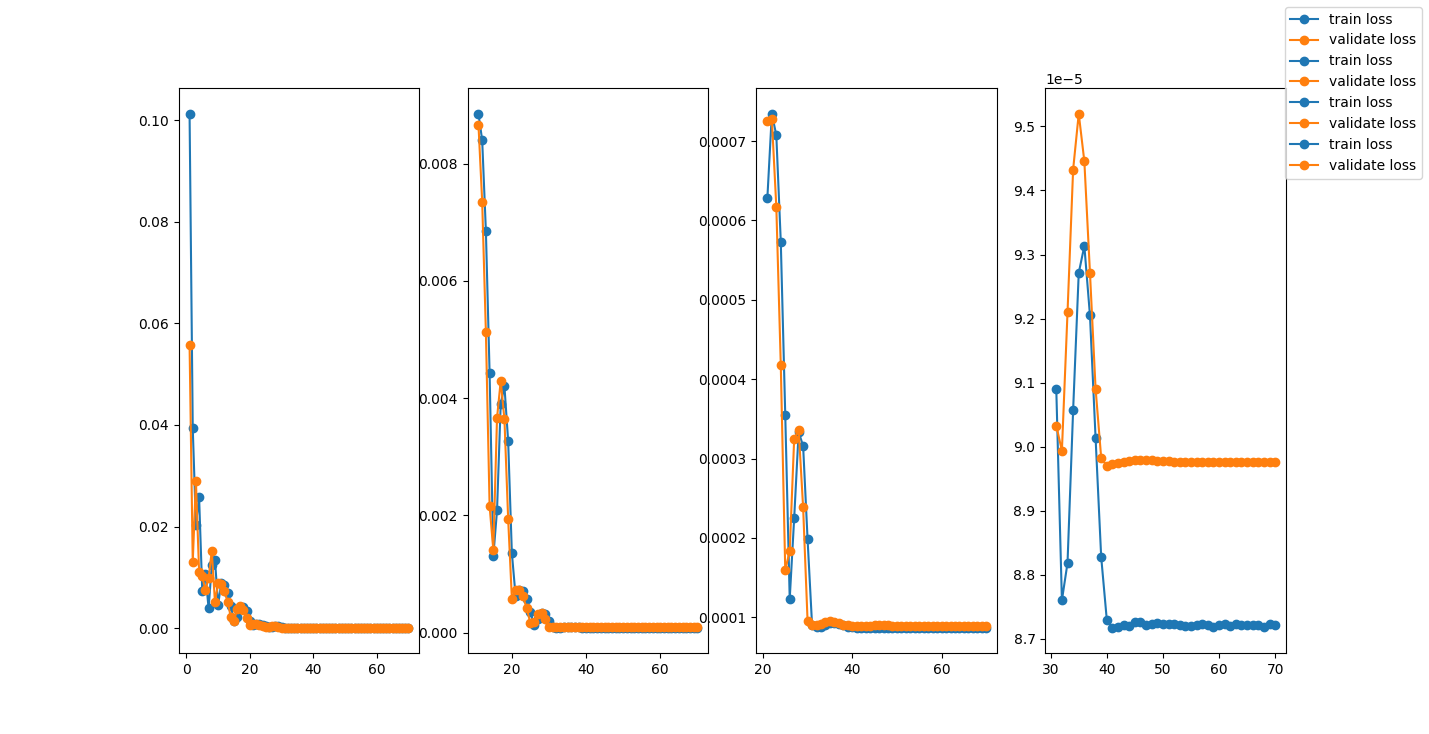 train loss
validate loss
train loss
validate loss
train loss
validate loss
train loss
validate loss
0.10
0.08
0.06
0.04
0.02
0.00
0 20 40 60
0.008
0.006
0.004
0.002
0.000
20 40 60
0.0007
0.0006
0.0005
0.0004
0.0003
0.0002
0.0001
20 40 60
1e−5
9.5
9.4
9.3
9.2
9.1
9.0
8.9
8.8
8.7
30 40 50 60 70